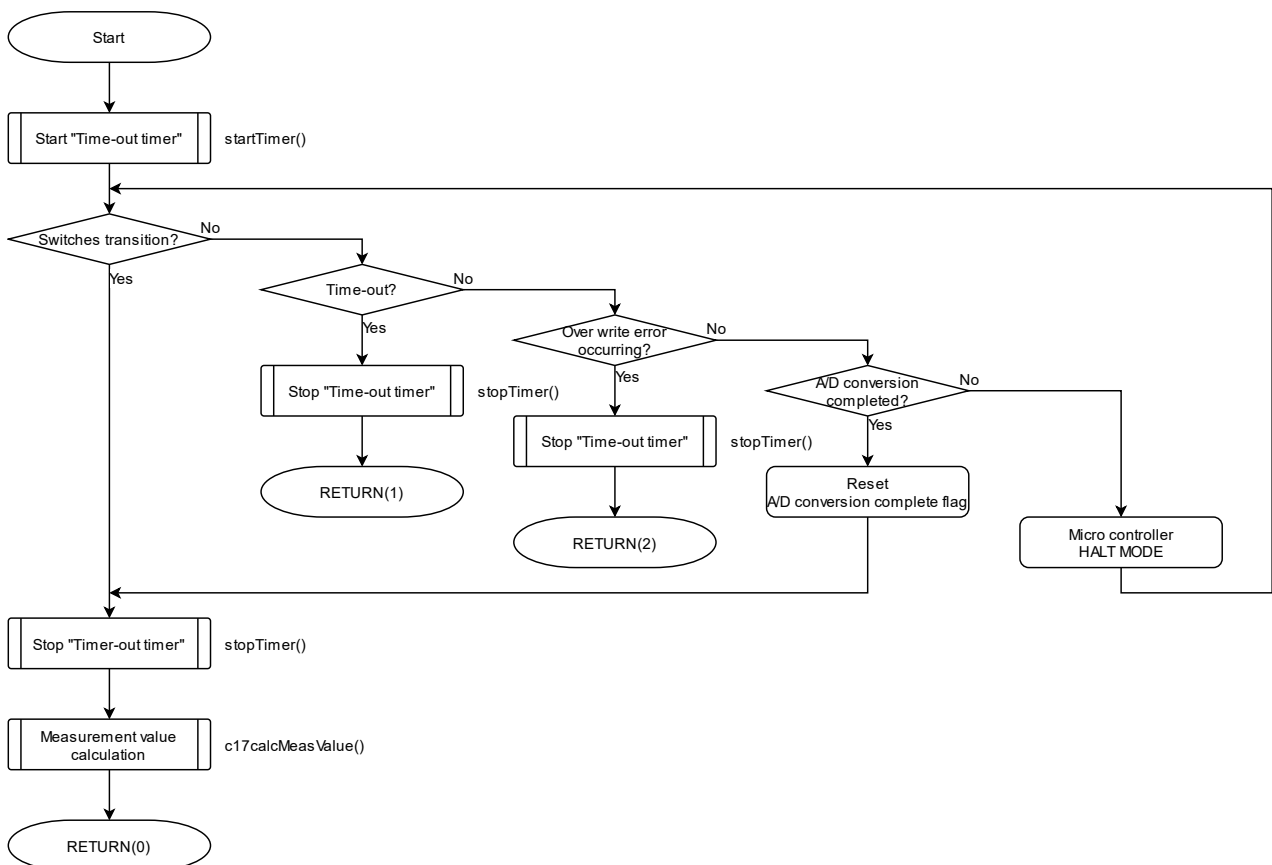 Start
Start "Time-out timer"
startTimer()
Switches transition?
No
Yes
Time-out?
No
Yes
Over write error
occurring?
No
Yes
A/D conversion
completed?
No
Yes
Stop "Time-out timer"
stopTimer()
Stop "Time-out timer"
stopTimer()
Reset
A/D conversion complete flag
RETURN(1)
RETURN(2)
Micro controller
HALT MODE
Stop "Timer-out timer"
stopTimer()
Measurement value
calculation
c17calcMeasValue()
RETURN(0)